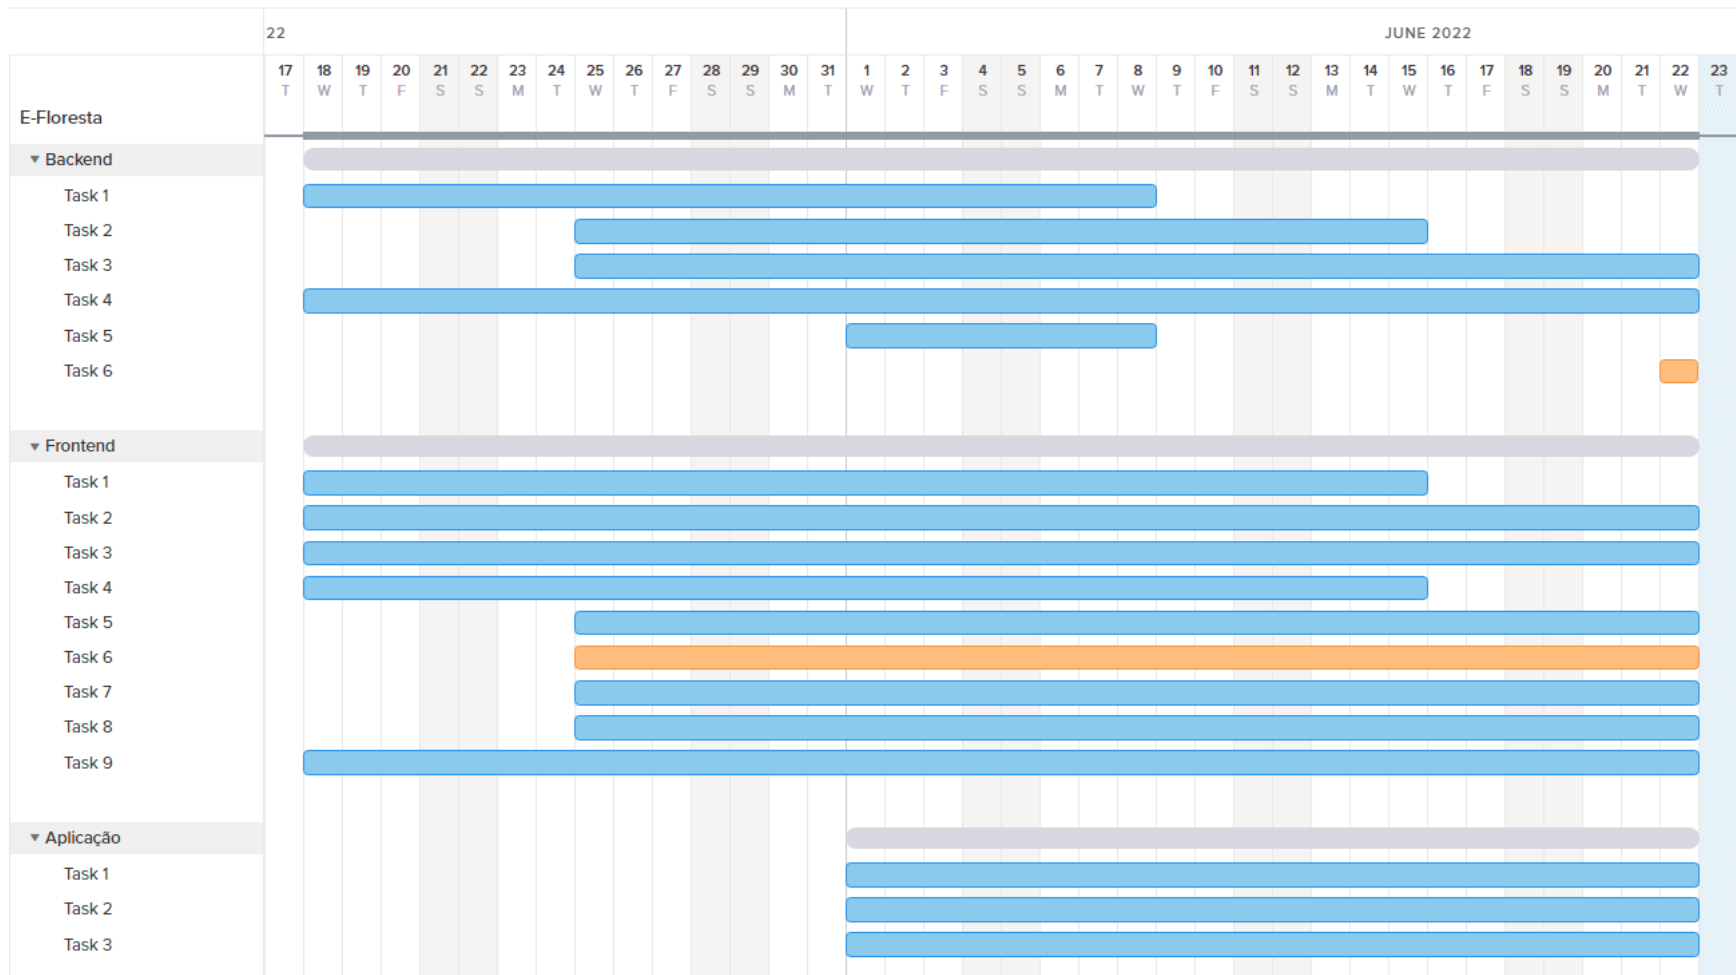 22 JUNE 2022
17 18 19 20 21 22 23 24 25 26 27 28 29 30 31 1 2 3 4 5 6 7 8 9 10 11 12 13 14 15 16 17 18 19 20 21 22 23
T W T F S S M T W T F S S M T W T F S S M T W T F S S M T W T F S S M T W T
E-Floresta
Backend
Task 1
Task 2
Task 3
Task 4
Task 5
Task 6
Frontend
Task 1
Task 2
Task 3
Task 4
Task 5
Task 6
Task 7
Task 8
Task 9
Aplicação
Task 1
Task 2
Task 3